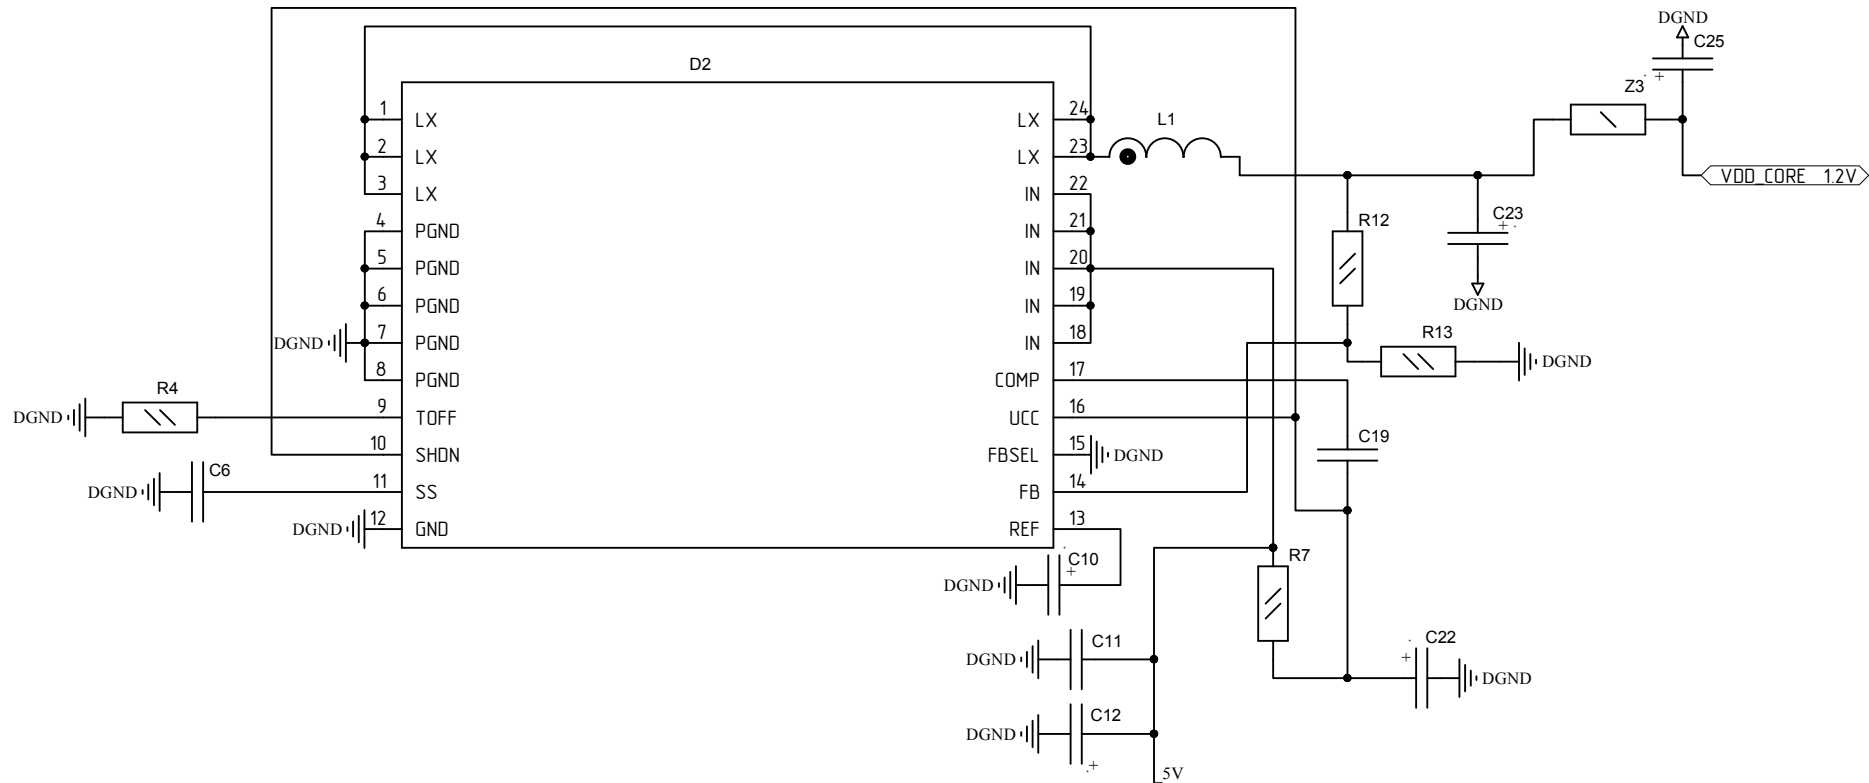 DGND
C25
D2
Z3
1 LX LX 24
L1
2 LX LX 23
VDD_CORE 1.2V
3 LX IN 22
4 PGND IN 21
R12
C23
+
5 PGND IN 20
6 PGND IN 19
DGND
DGND 7 PGND IN 18
R13
DGND
8 PGND COMP 17
R4
DGND 9 TOFF UCC 16
C19
10 SHDN FBSEL 15 DGND
C6
DGND 11 SS FB 14
DGND 12 GND REF 13
C10
+
DGND
R7
C11
DGND
C22
+
DGND
C12
DGND
+
5V